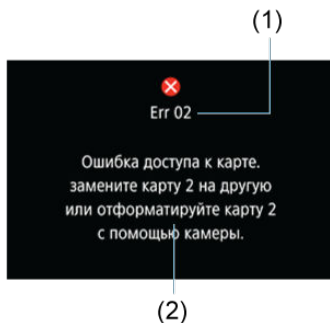 (1)
Err 02
Ошибка доступа к карте.
замените карту 2 на другую
или отформатируйте карту 2
с помощью камеры.
(2)